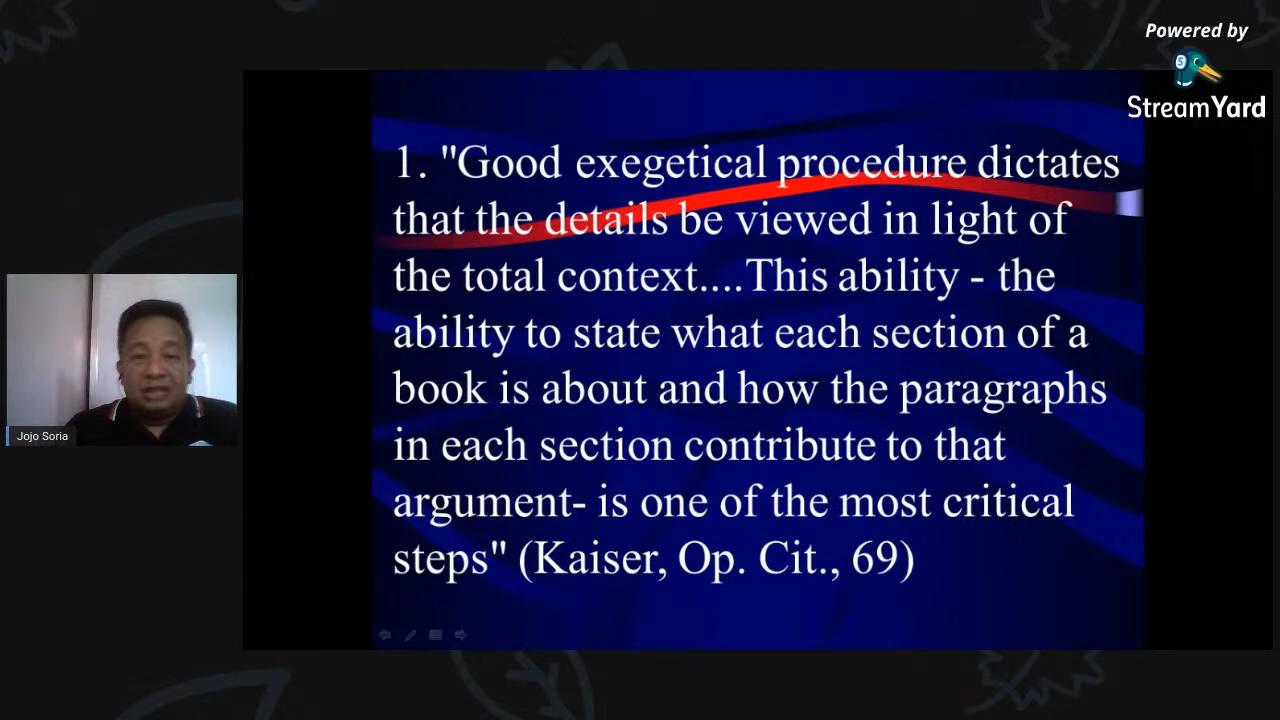 Powered by
StreamYard
1. "Good exegetical procedure dictates
that the details be viewed in light of
the total context....This ability - the
ability to state what each section of a
book is about and how the paragraphs
in each section contribute to that
argument- is one of the most critical
steps" (Kaiser, Op. Cit., 69)
Jojo Soria